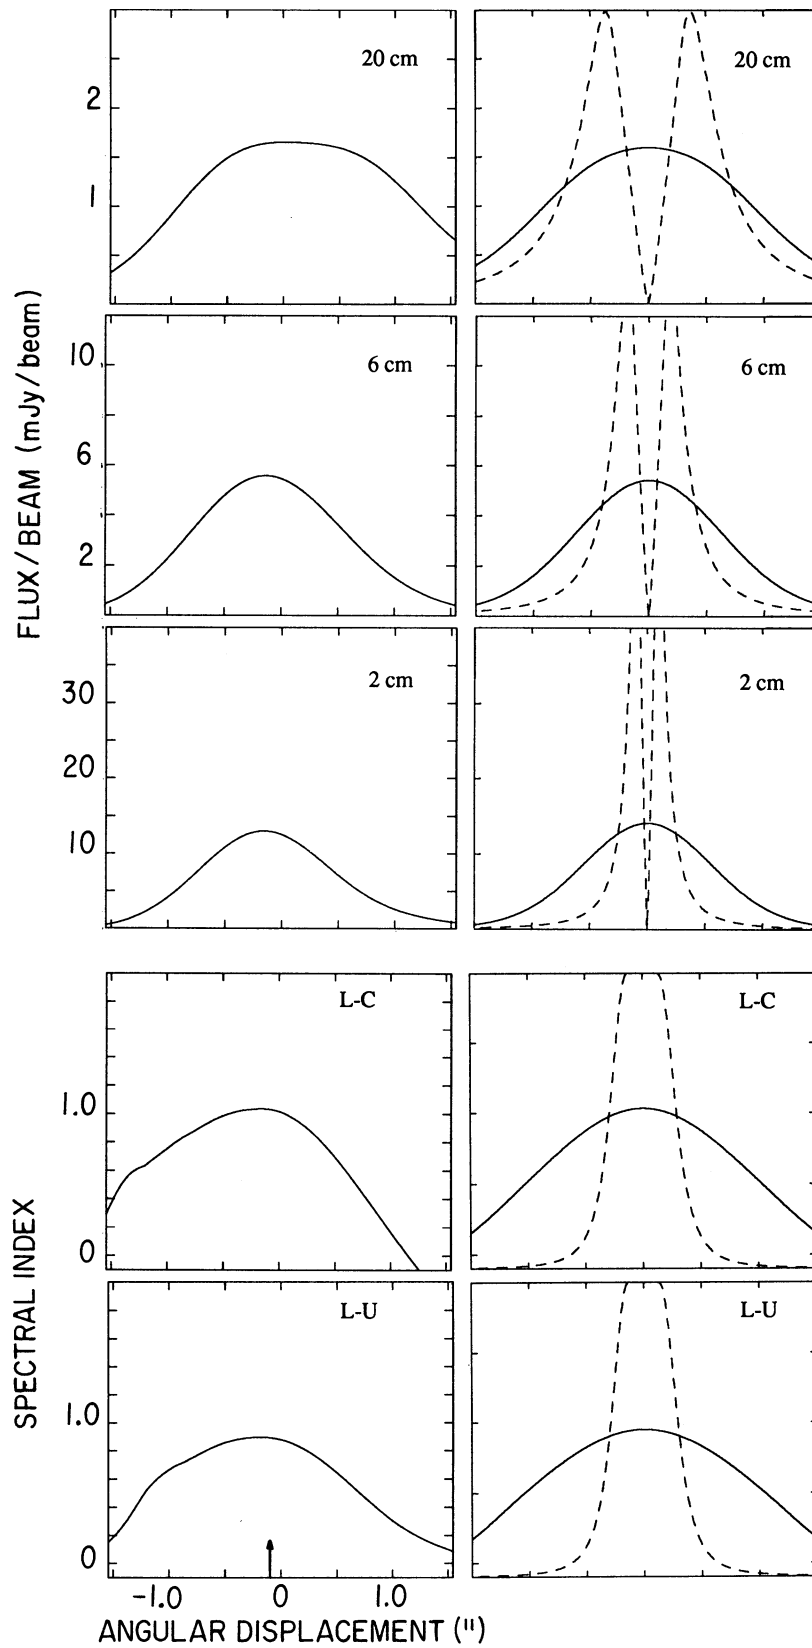 20 cm
20 cm
2
1
6 cm
6 cm
10
6
2
FLUX/BEAM (mJy/beam)
2 cm
2 cm
30
20
10
L-C
L-C
1.0
0
SPECTRAL INDEX
L-U
L-U
1.0
0
-1.0 0 1.0
ANGULAR DISPLACEMENT (")